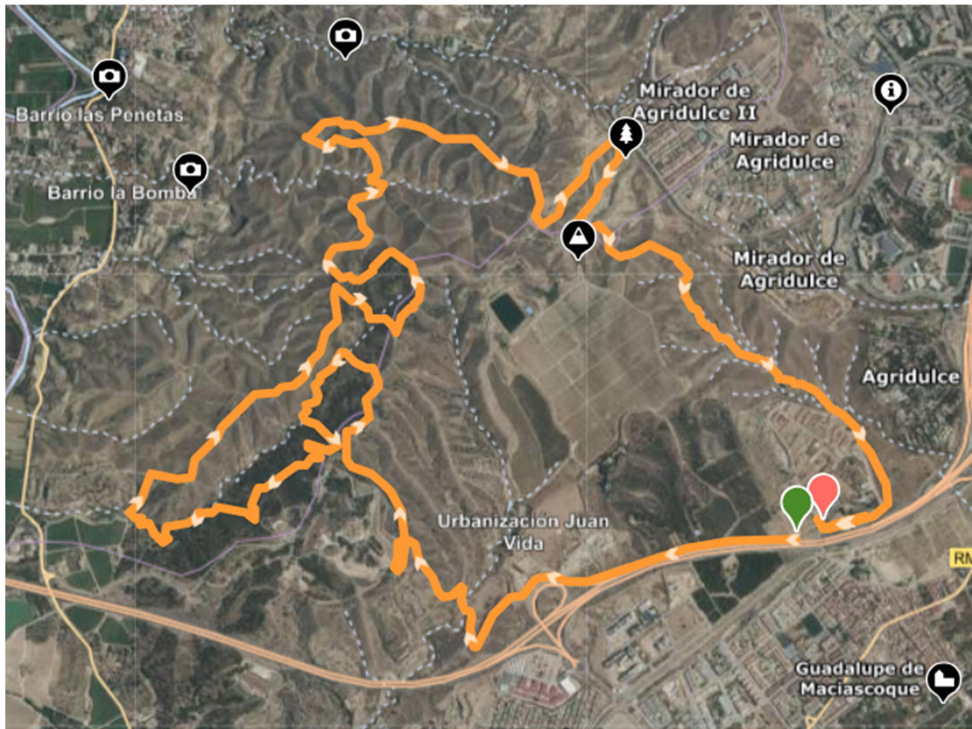 Mirador de
Agridulce II
Barrio las Penetas
Mirador de
Agridulce
Barrio la Bomba
Mirador de
Agridulce
Agridulce
Urbanización Juan
Vida
RM
Guadalupe de
Maciascoque